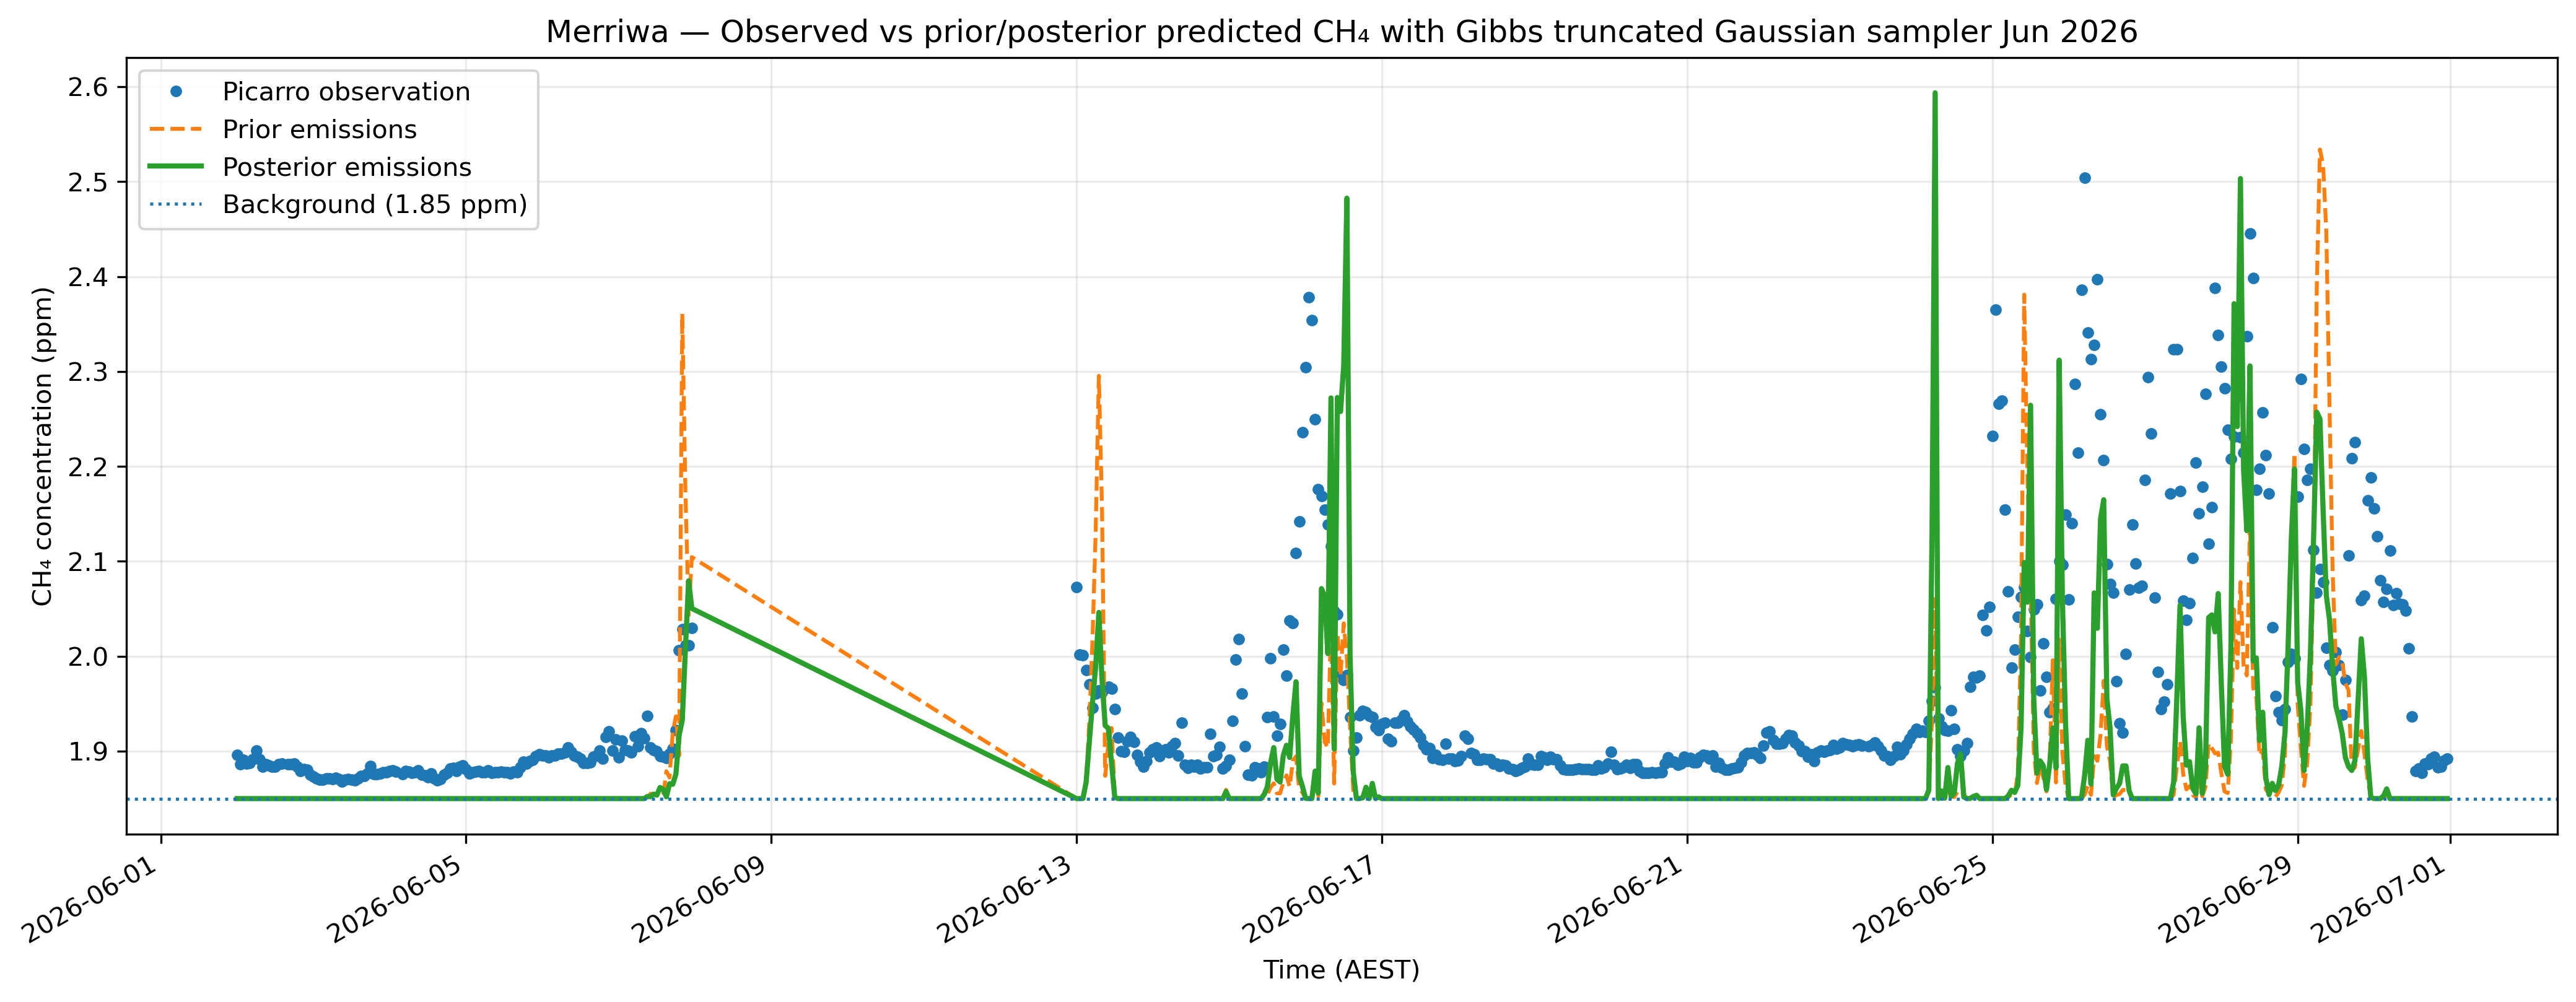 Merriwa — Observed vs prior/posterior predicted CH₄ with Gibbs truncated Gaussian sampler Jun 2026
Picarro observation
Prior emissions
Posterior emissions
Background (1.85 ppm)
CH₄ concentration (ppm)
2.6
2.5
2.4
2.3
2.2
2.1
2.0
1.9
2026-06-01
2026-06-05
2026-06-09
2026-06-13
2026-06-17
2026-06-21
2026-06-25
2026-06-29
2026-07-01
Time (AEST)